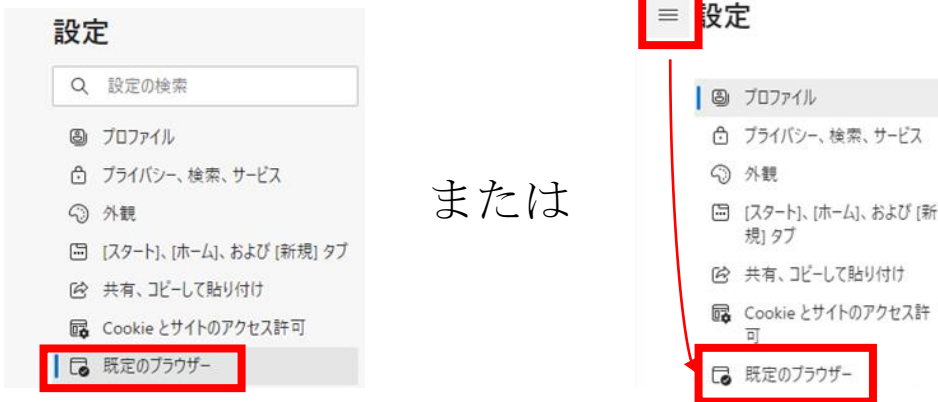 設定
設定の検索
プロファイル
プライバシー、検索、サービス
外観
[スタート]、[ホーム]、および [新規] タブ
共有、コピーして貼り付け
Cookie とサイトのアクセス許可
既定のブラウザー
または
設定
プロファイル
プライバシー、検索、サービス
外観
[スタート]、[ホーム]、および [新
規] タブ
共有、コピーして貼り付け
Cookie とサイトのアクセス許
可
既定のブラウザー